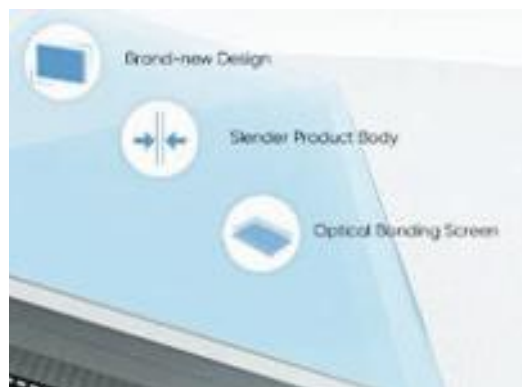 Brand-new Design
Slender Product Body
Optical Bonding Screen